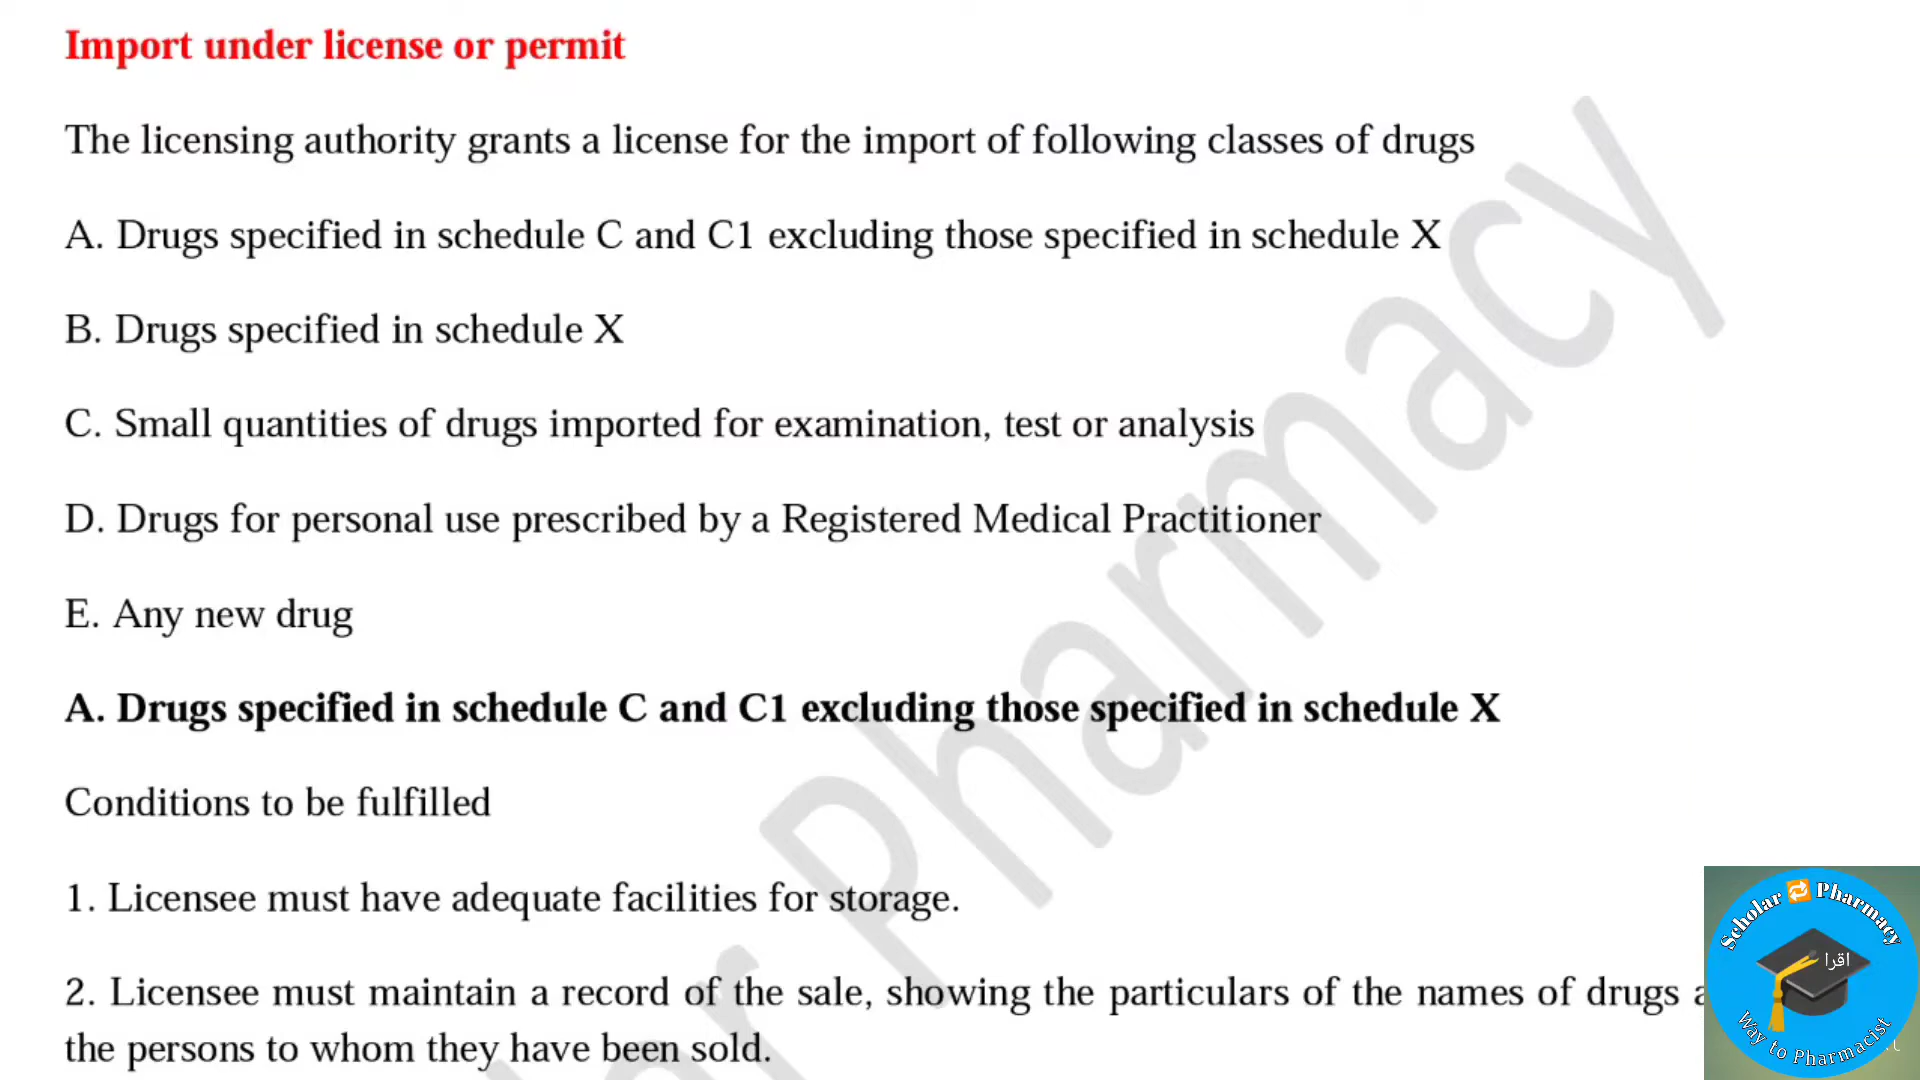 Import under license or permit
The licensing authority grants a license for the import of following classes of drugs
A. Drugs specified in schedule C and C1 excluding those specified in schedule X
B. Drugs specified in schedule X
C. Small quantities of drugs imported for examination, test or analysis
D. Drugs for personal use prescribed by a Registered Medical Practitioner
E. Any new drug
A. Drugs specified in schedule C and C1 excluding those specified in schedule X
Conditions to be fulfilled
1. Licensee must have adequate facilities for storage.
2. Licensee must maintain a record of the sale, showing the particulars of the names of drugs
the persons to whom they have been sold.
Pharmacy
Scholar Pharmacy
اقرا
Way to Pharmacist